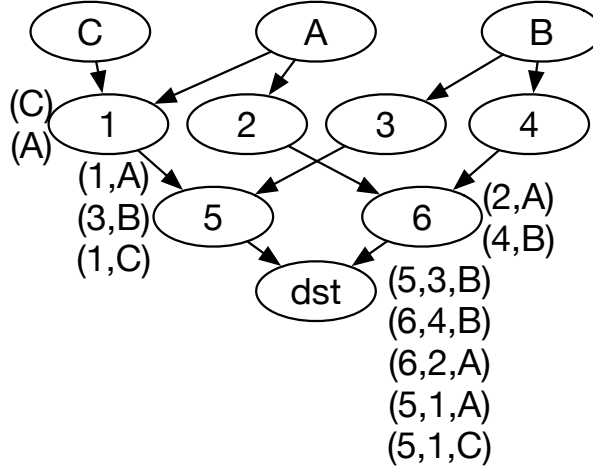 C A B
(C)
(A)
1 2 3 4
(1,A)
(3,B)
(1,C)
5 6
(2,A)
(4,B)
dst
(5,3,B)
(6,4,B)
(6,2,A)
(5,1,A)
(5,1,C)